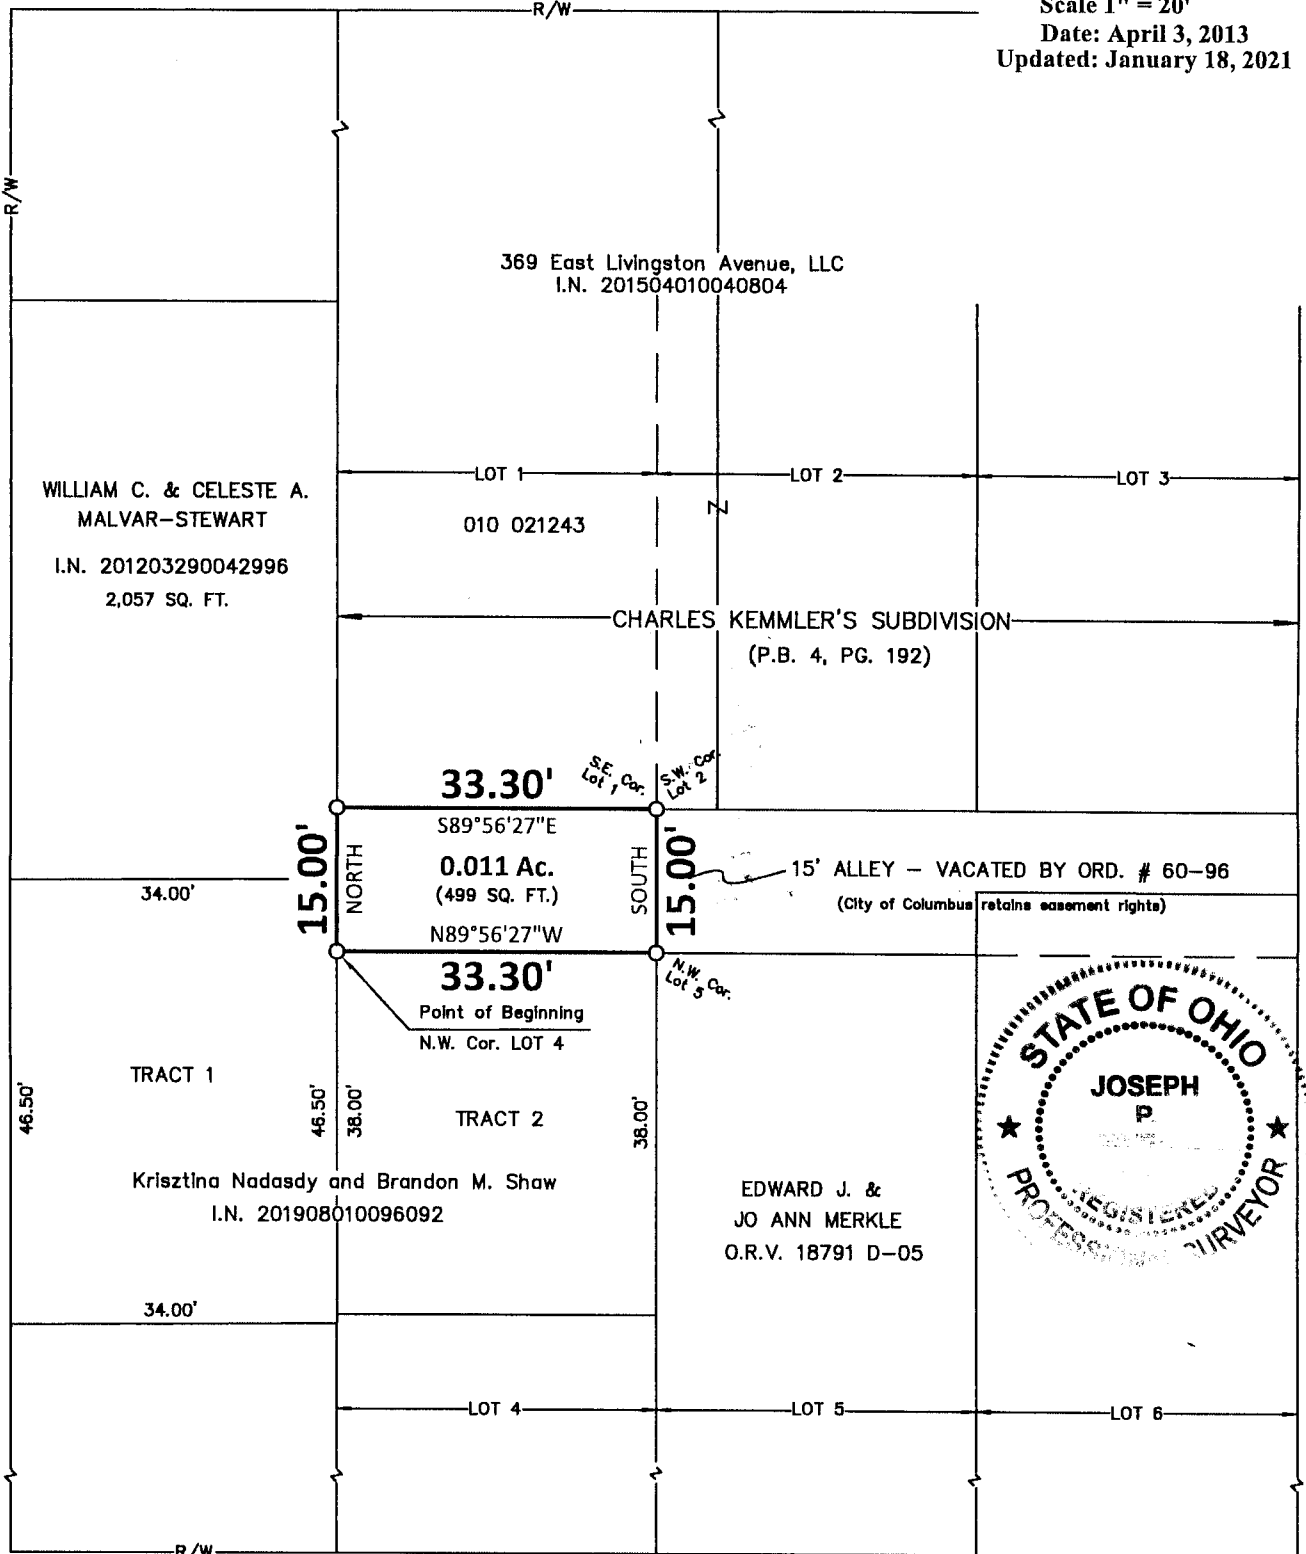 R/W
Scale 1" = 20'
Date: April 3, 2013
Updated: January 18, 2021
R/W
369 East Livingston Avenue, LLC
I.N. 201504010040804
LOT 1
LOT 2
LOT 3
WILLIAM C. & CELESTE A.
MALVAR-STEWART
I.N. 201203290042996
2,057 SQ. FT.
010 021243
CHARLES KEMMLER'S SUBDIVISION
(P.B. 4, PG. 192)
S.E. Cor.
Lot 1
S.W. Cor.
Lot 2
33.30'
S89°56'27"E
15.00'
NORTH
0.011 Ac.
(499 SQ. FT.)
SOUTH
15.00'
15' ALLEY - VACATED BY ORD. # 60-96
(City of Columbus retains easement rights)
34.00'
N89°56'27"W
33.30'
N.W. Cor.
Lot 5
Point of Beginning
N.W. Cor. LOT 4
STATE OF OHIO
JOSEPH
P.
REGISTERED
PROFESSIONAL SURVEYOR
46.50'
TRACT 1
46.50'
38.00'
TRACT 2
38.00'
Krisztina Nadasdy and Brandon M. Shaw
I.N. 201908010096092
EDWARD J. &
JO ANN MERKLE
O.R.V. 18791 D-05
34.00'
LOT 4
LOT 5
LOT 6
R/W